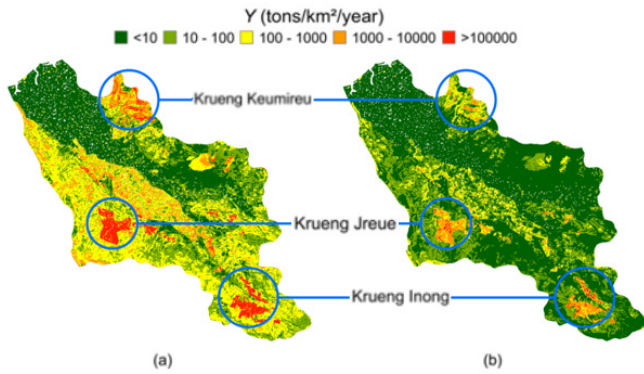 Y (tons/km²/year)
<10 10 - 100 100 - 1000 1000 - 10000 >100000
Krueng Keumireu
Krueng Jreue
Krueng Inong
(a) (b)